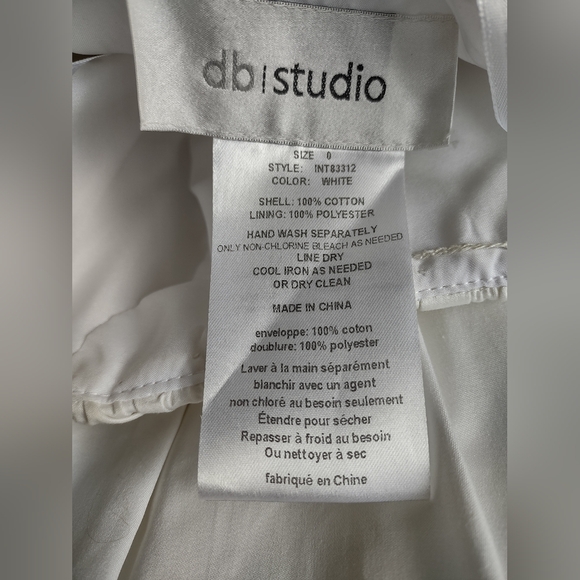 db|studio
SIZE 0
STYLE: INT83312
COLOR: WHITE
SHELL: 100% COTTON
LINING: 100% POLYESTER
HAND WASH SEPARATELY
ONLY NON-CHLORINE BLEACH AS NEEDED
LINE DRY
COOL IRON AS NEEDED
OR DRY CLEAN
MADE IN CHINA
enveloppe: 100% coton
doublure: 100% polyester
Laver à la main séparément
blanchir avec un agent
non chloré au besoin seulement
Étendre pour sécher
Repasser à froid au besoin
Ou nettoyer à sec
fabriqué en Chine